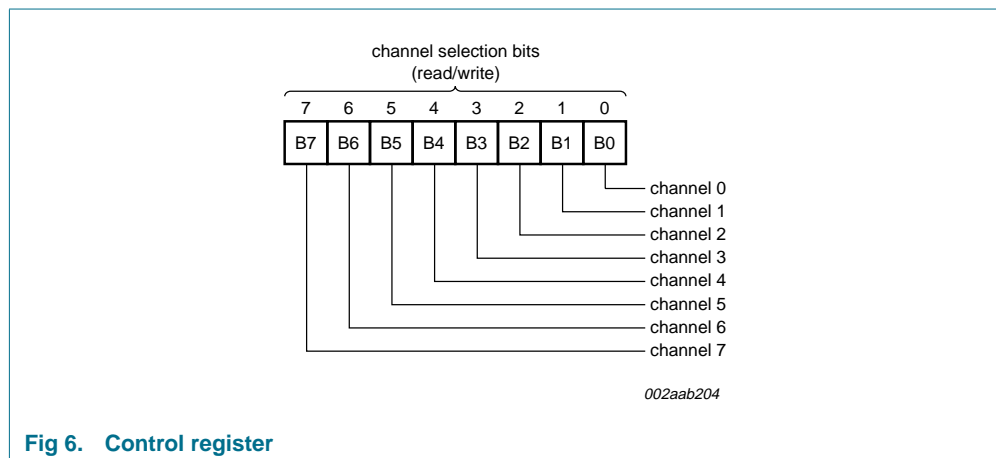 channel selection bits
(read/write)
7 6 5 4 3 2 1 0
B7 B6 B5 B4 B3 B2 B1 B0
channel 0
channel 1
channel 2
channel 3
channel 4
channel 5
channel 6
channel 7
002aab204
Fig 6. Control register